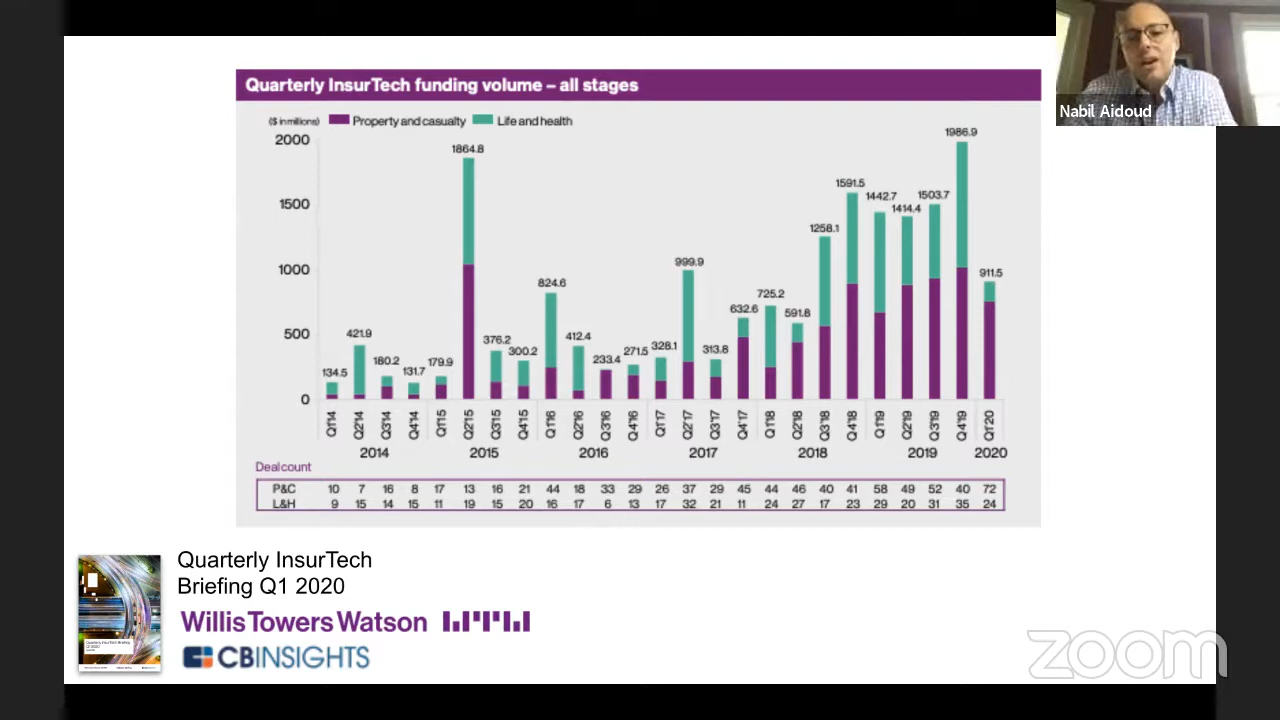 Quarterly InsurTech funding volume – all stages
($ in millions) Property and casualty Life and health
2000
1500
1000
500
0
134.5
421.9
180.2
131.7
179.9
1864.8
376.2
300.2
824.6
412.4
233.4
271.5
328.1
999.9
313.8
632.6
725.2
591.8
1258.1
1591.5
1442.7
1414.4
1503.7
1986.9
911.5
Q1'14 Q2'14 Q3'14 Q4'14 Q1'15 Q2'15 Q3'15 Q4'15 Q1'16 Q2'16 Q3'16 Q4'16 Q1'17 Q2'17 Q3'17 Q4'17 Q1'18 Q2'18 Q3'18 Q4'18 Q1'19 Q2'19 Q3'19 Q4'19 Q1'20
2014 2015 2016 2017 2018 2019 2020
Deal count
P&C 10 7 16 8 17 13 16 21 44 18 33 29 26 37 29 45 44 46 40 41 58 49 52 40 72
L&H 9 15 14 15 11 19 15 20 16 17 6 13 17 32 21 11 24 27 17 23 29 20 31 35 24
Nabil Aidoud
Quarterly InsurTech
Briefing Q1 2020
Willis Towers Watson
CBINSIGHTS
zoom